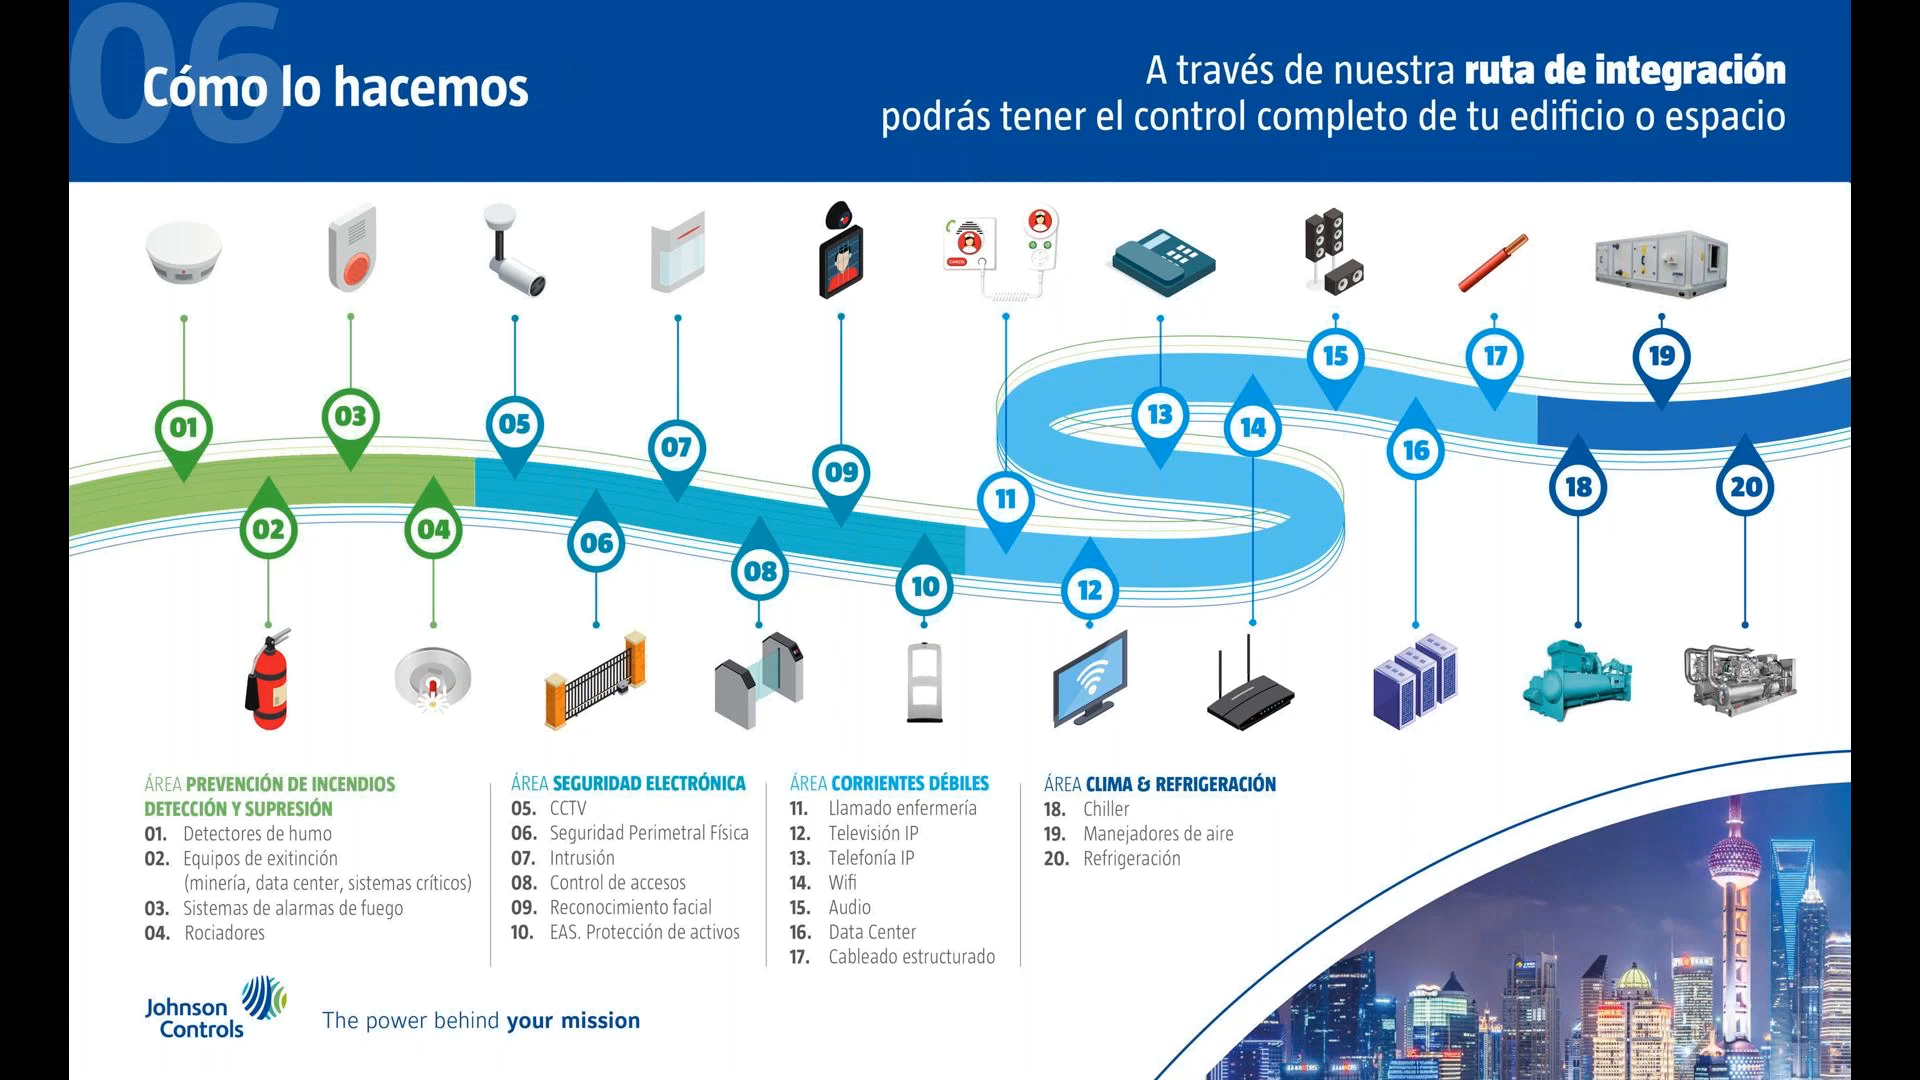 06
Cómo lo hacemos
A través de nuestra ruta de integración
podrás tener el control completo de tu edificio o espacio
01
03
05
07
09
11
13
15
17
19
02
04
06
08
10
12
14
16
18
20
ÁREA PREVENCIÓN DE INCENDIOS
DETECCIÓN Y SUPRESIÓN
01. Detectores de humo
02. Equipos de exitinción
(minería, data center, sistemas críticos)
03. Sistemas de alarmas de fuego
04. Rociadores
ÁREA SEGURIDAD ELECTRÓNICA
05. CCTV
06. Seguridad Perimetral Física
07. Intrusión
08. Control de accesos
09. Reconocimiento facial
10. EAS. Protección de activos
ÁREA CORRIENTES DÉBILES
11. Llamado enfermería
12. Televisión IP
13. Telefonía IP
14. Wifi
15. Audio
16. Data Center
17. Cableado estructurado
ÁREA CLIMA & REFRIGERACIÓN
18. Chiller
19. Manejadores de aire
20. Refrigeración
Johnson
Controls
The power behind your mission